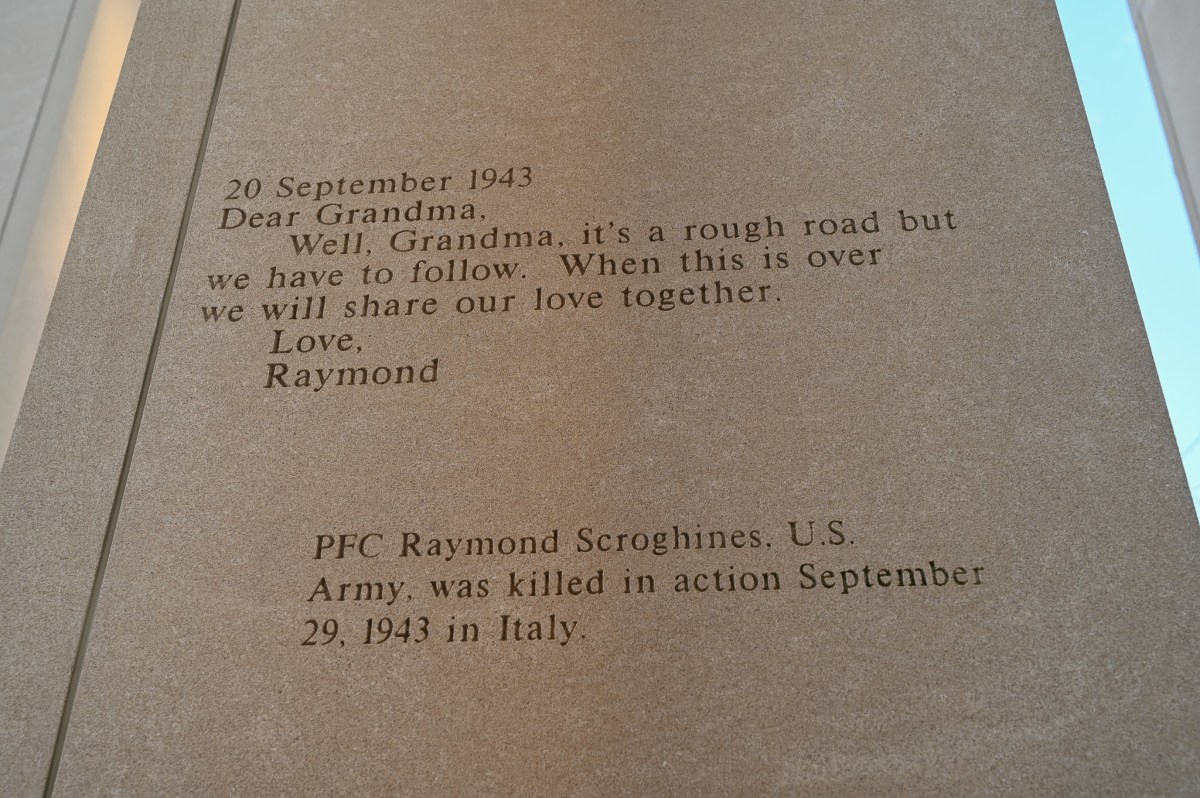 20 September 1943
Dear Grandma,
Well, Grandma, it's a rough road but
we have to follow. When this is over
we will share our love together.
Love,
Raymond
PFC Raymond Scroghines, U.S.
Army, was killed in action September
29, 1943 in Italy.